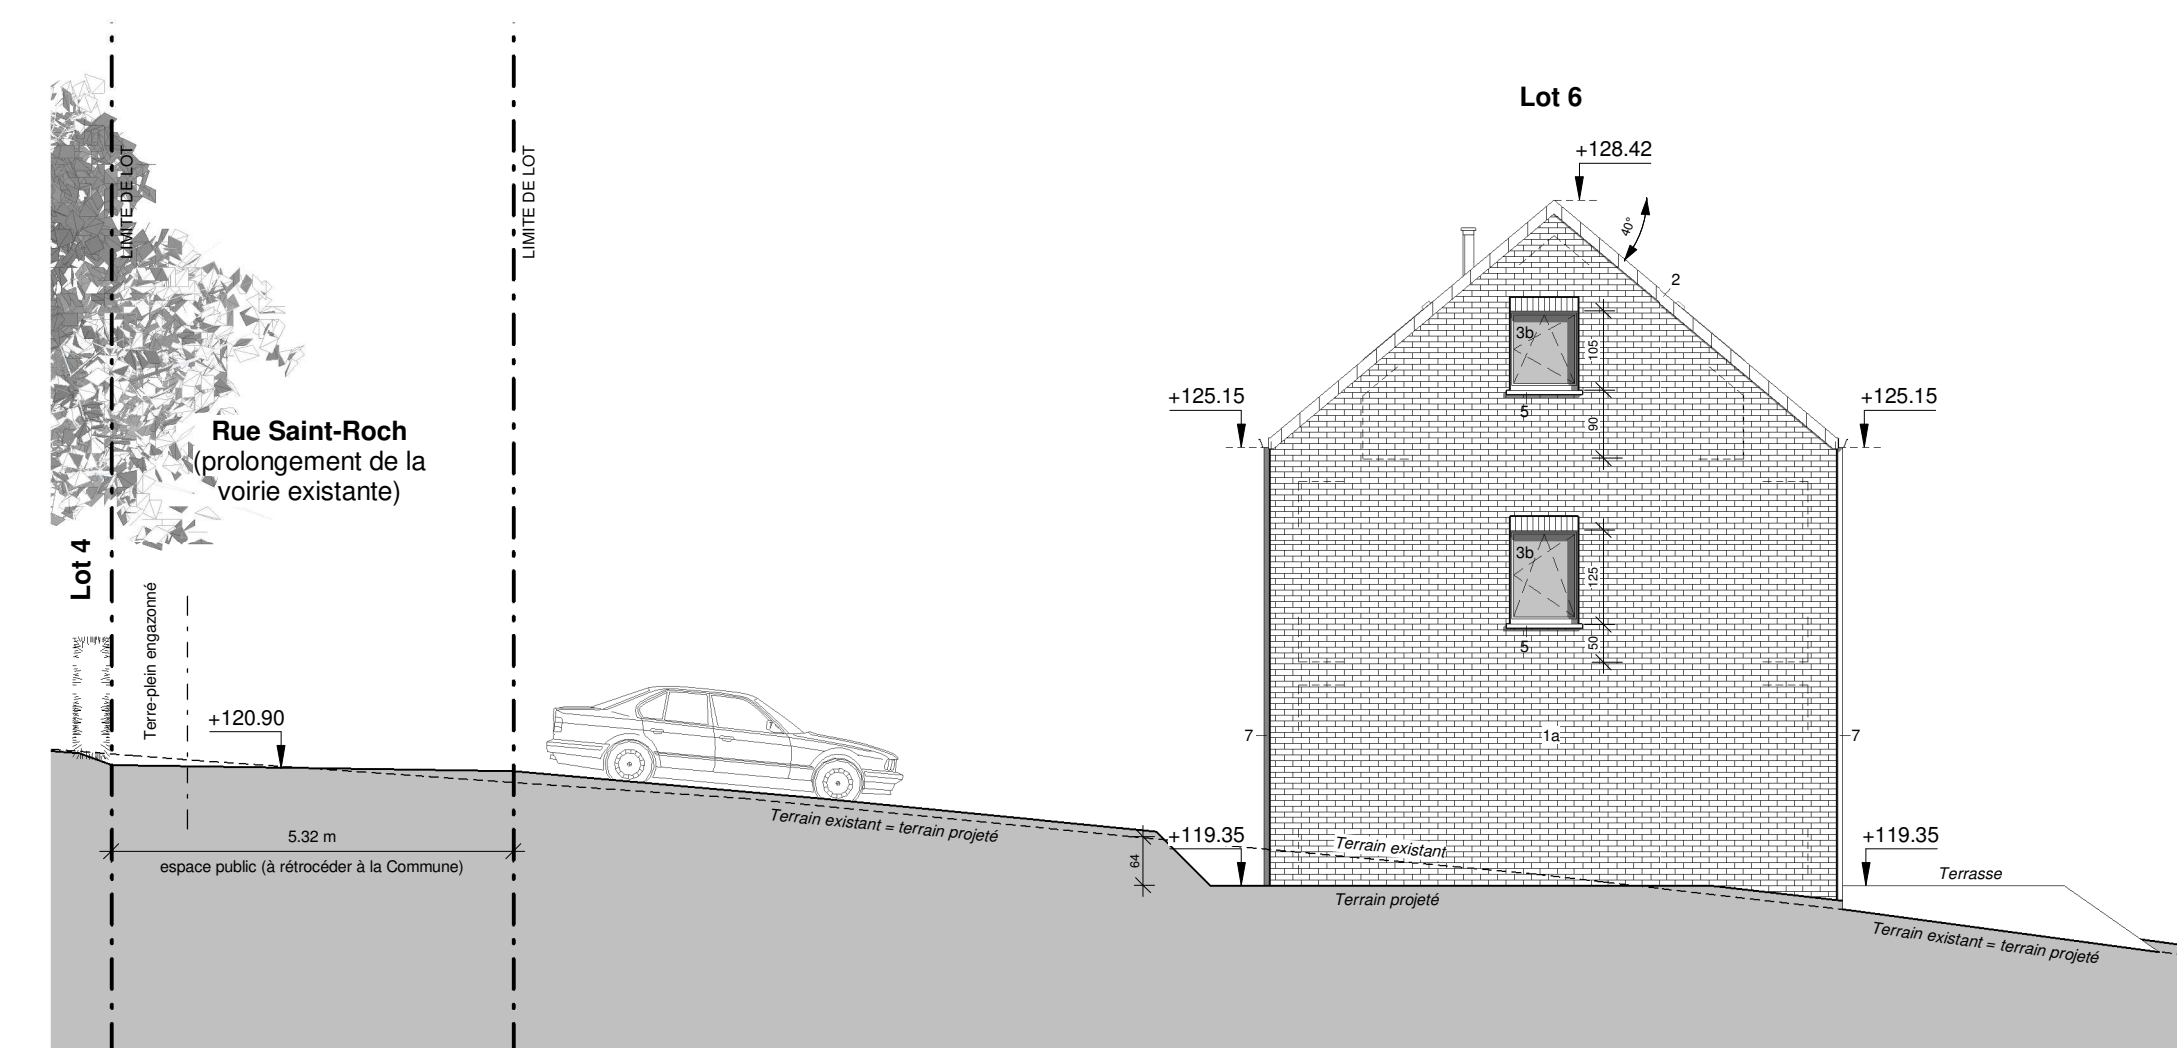 Lot 6
+128.42
LIMITE DE LOT
LIMITE DE LOT
40°
2
3b
105
5
90
+125.15
+125.15
Rue Saint-Roch
(prolongement de la
voirie existante)
Lot 4
3b
125
5
50
Terre-plein engazonné
+120.90
7
1a
7
Terrain existant = terrain projeté
5.32 m
espace public (à rétrocéder à la Commune)
64
+119.35
Terrain existant
+119.35
Terrasse
Terrain projeté
Terrain existant = terrain projeté